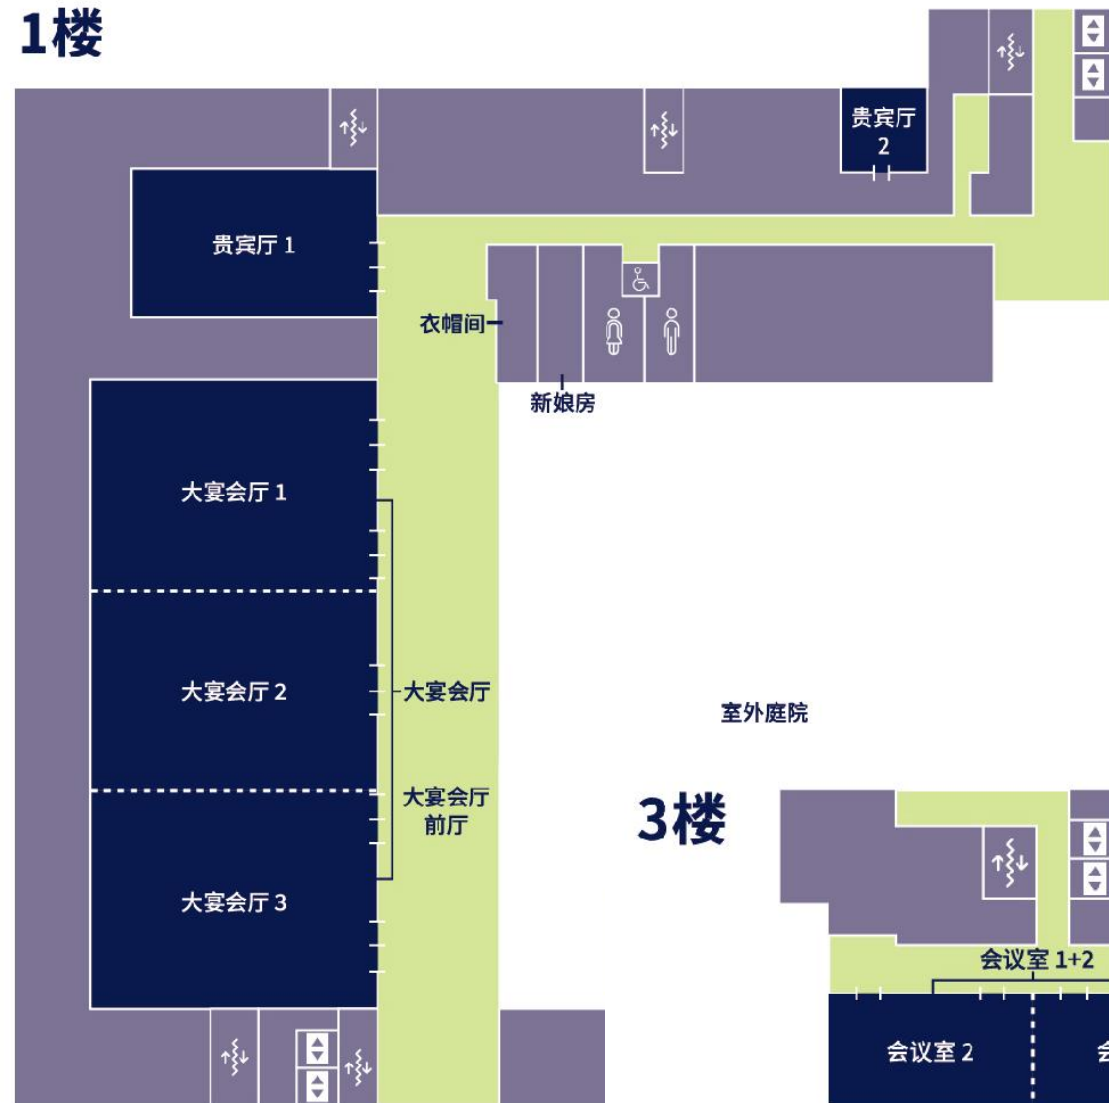 1楼
贵宾厅
2
贵宾厅 1
衣帽间
新娘房
大宴会厅 1
大宴会厅 2
大宴会厅
室外庭院
大宴会厅
前厅
3楼
大宴会厅 3
会议室 1+2
会议室 2